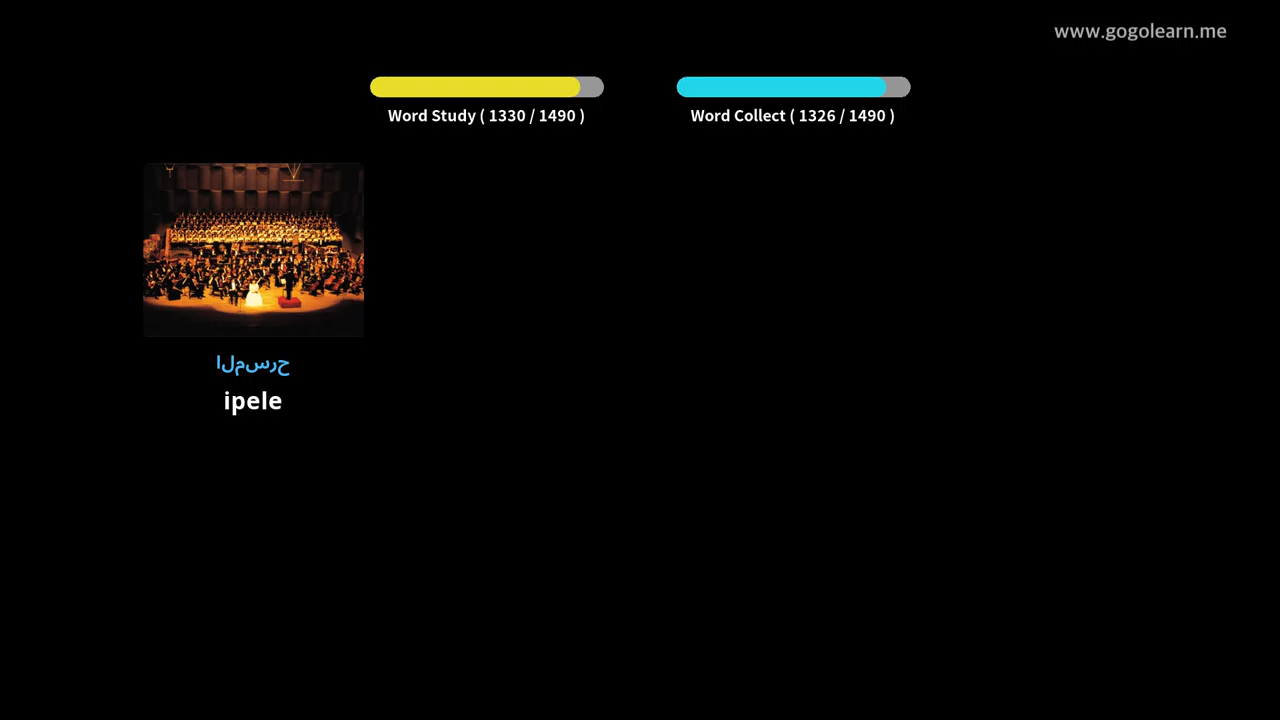 www.gogolearn.me
Word Study ( 1330 / 1490 )
Word Collect ( 1326 / 1490 )
المسرح
ipele